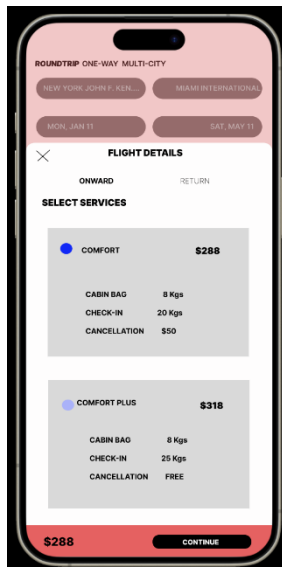 ROUNDTRIP ONE-WAY MULTI-CITY
NEW YORK JOHN F. KEN... MIAMI INTERNATIONAL
MON, JAN 11 SAT, MAY 11
FLIGHT DETAILS
ONWARD RETURN
SELECT SERVICES
COMFORT $288
CABIN BAG 8 Kgs
CHECK-IN 20 Kgs
CANCELLATION $50
COMFORT PLUS $318
CABIN BAG 8 Kgs
CHECK-IN 25 Kgs
CANCELLATION FREE
$288 CONTINUE